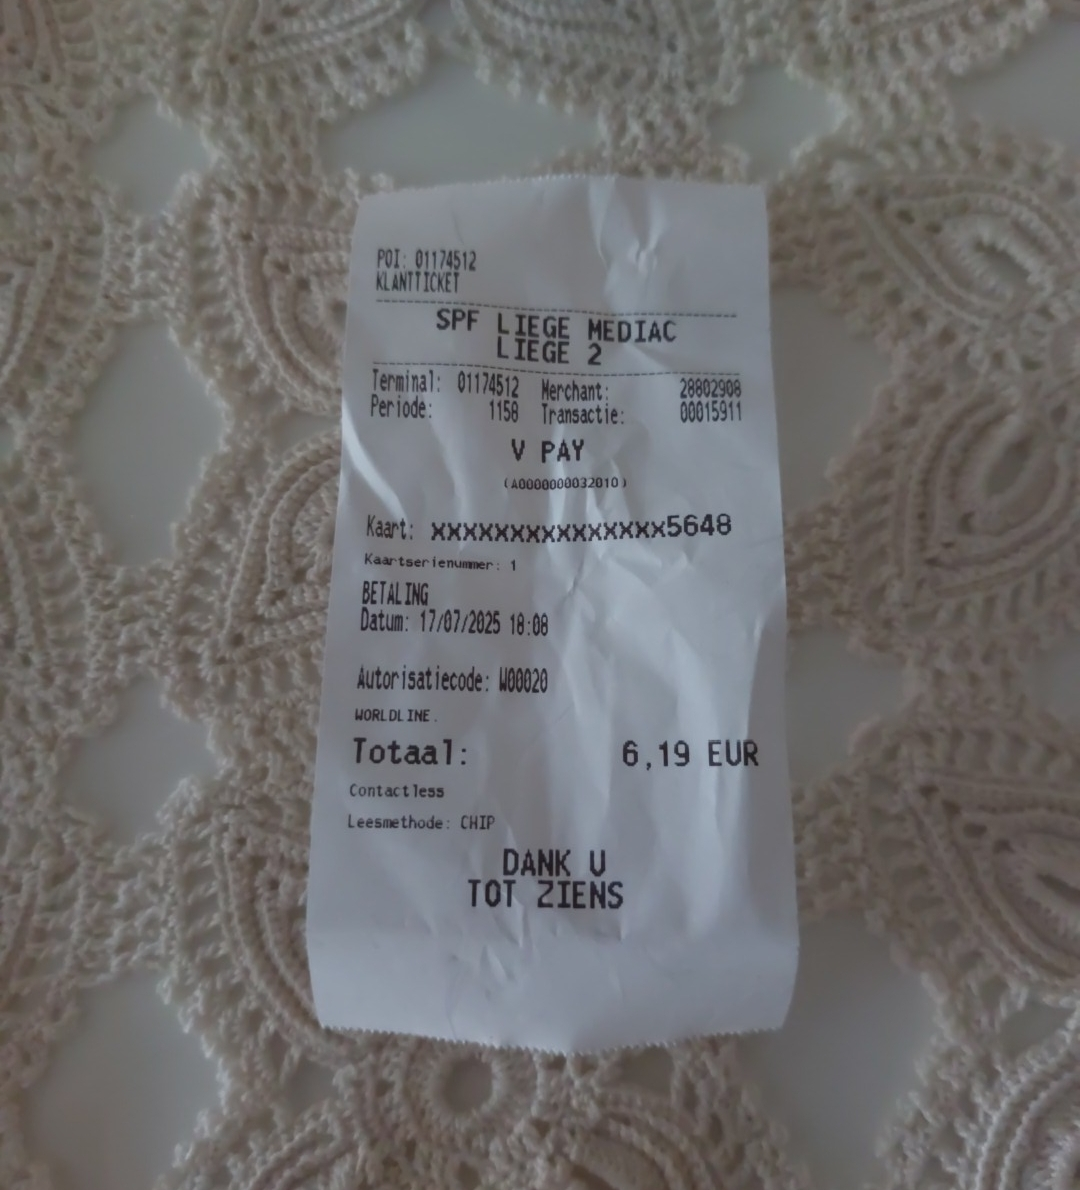 POI: 01174512
KLANTTICKET
SPF LIEGE MEDIAC
LIEGE 2
Terminal: 01174512 Merchant: 28802908
Periode: 1158 Transactie: 00015911
V PAY
(A0000000032010)
Kaart: xxxxxxxxxxxxxxx5648
Kaartserienummer: 1
BETALING
Datum: 17/07/2025 18:08
Autorisatiecode: W00020
WORLDLINE.
Totaal: 6,19 EUR
Contactless
Leesmethode: CHIP
DANK U
TOT ZIENS